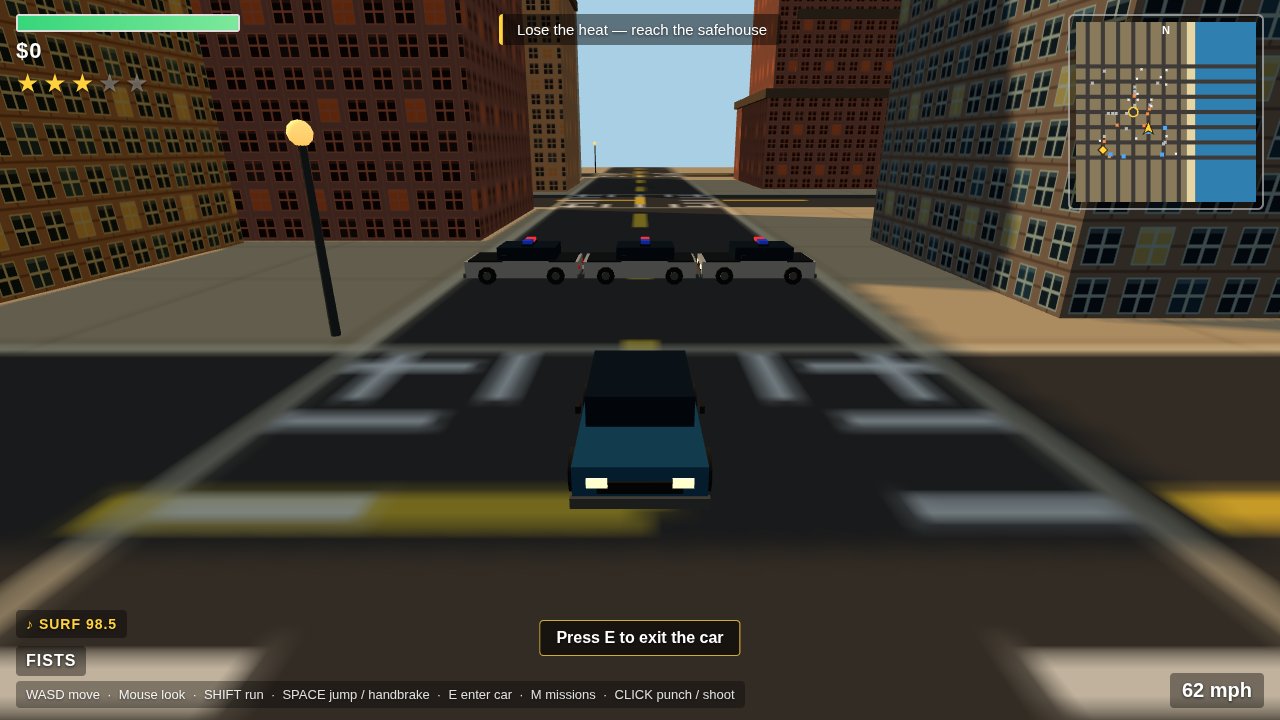 Lose the heat — reach the safehouse
N
$0
♪ SURF 98.5
FISTS
Press E to exit the car
WASD move · Mouse look · SHIFT run · SPACE jump / handbrake · E enter car · M missions · CLICK punch / shoot
62 mph